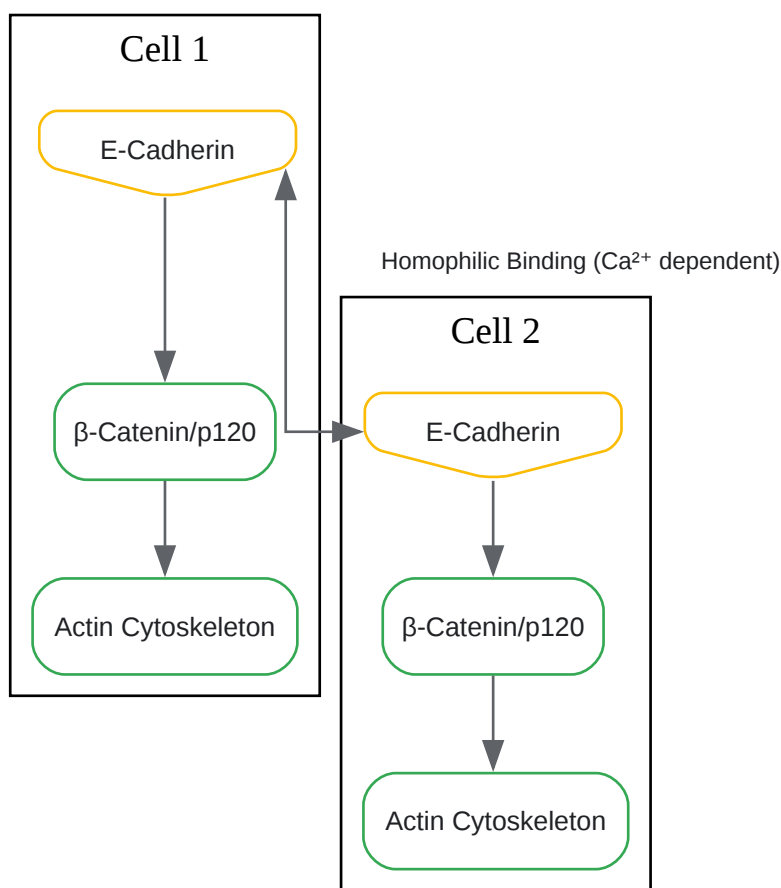 Cell 1
E-Cadherin
Homophilic Binding (Ca²⁺ dependent)
Cell 2
β-Catenin/p120
E-Cadherin
Actin Cytoskeleton
β-Catenin/p120
Actin Cytoskeleton